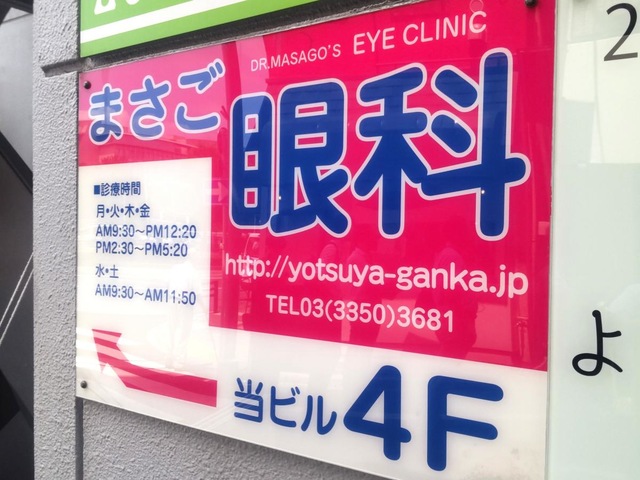 DR.MASAGO'S EYE CLINIC
まさご
眼科
■診療時間
月・火・木・金
AM9:30〜PM12:20
PM2:30〜PM5:20
水・土
AM9:30〜AM11:50
http://yotsuya-ganka.jp
TEL03(3350)3681
当ビル4F
2
よ